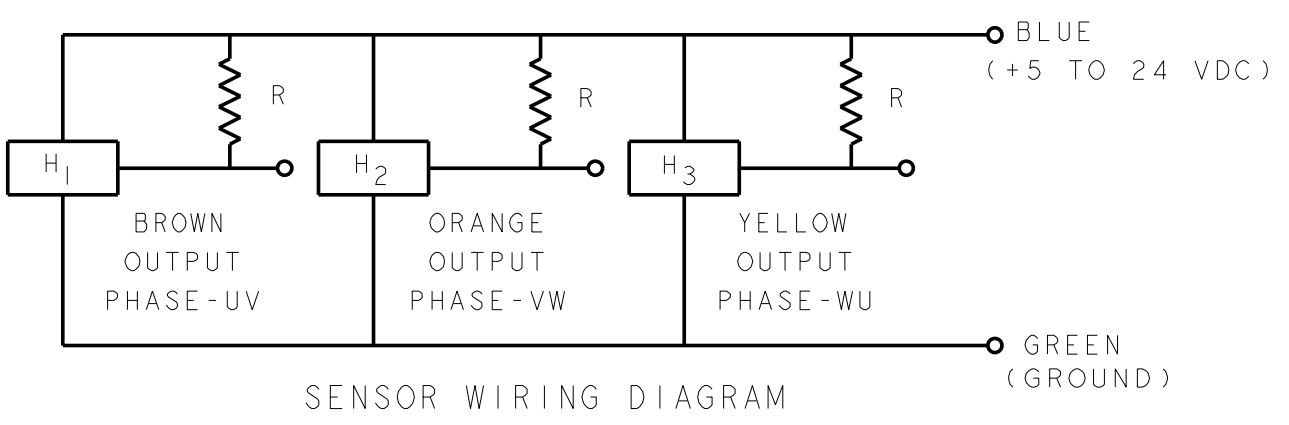 BLUE
(+5 TO 24 VDC)
R
R
R
H1
H2
H3
BROWN
OUTPUT
PHASE-UV
ORANGE
OUTPUT
PHASE-VW
YELLOW
OUTPUT
PHASE-WU
GREEN
(GROUND)
SENSOR WIRING DIAGRAM